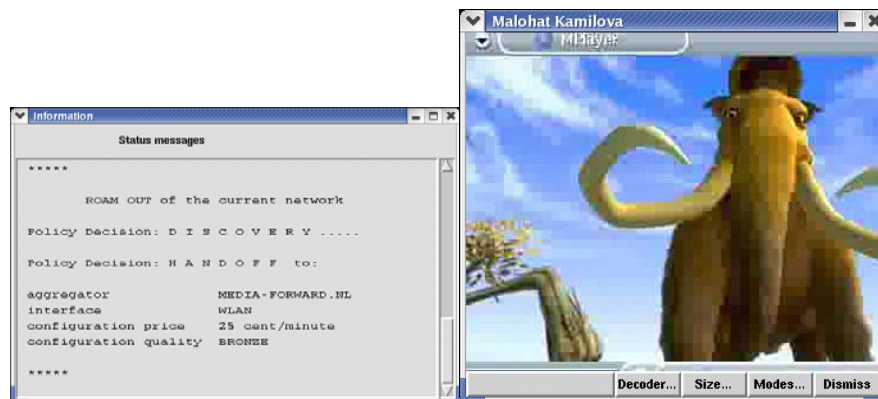 Information
Status messages
*****
ROAM OUT of the current network
Policy Decision: D I S C O V E R Y .....
Policy Decision: H A N D O F F to:
aggregator MEDIA-FORWARD.NL
interface WLAN
configuration price 25 cent/minute
configuration quality BRONZE
*****
Malohat Kamilova
Decoder... Size... Modes... Dismiss